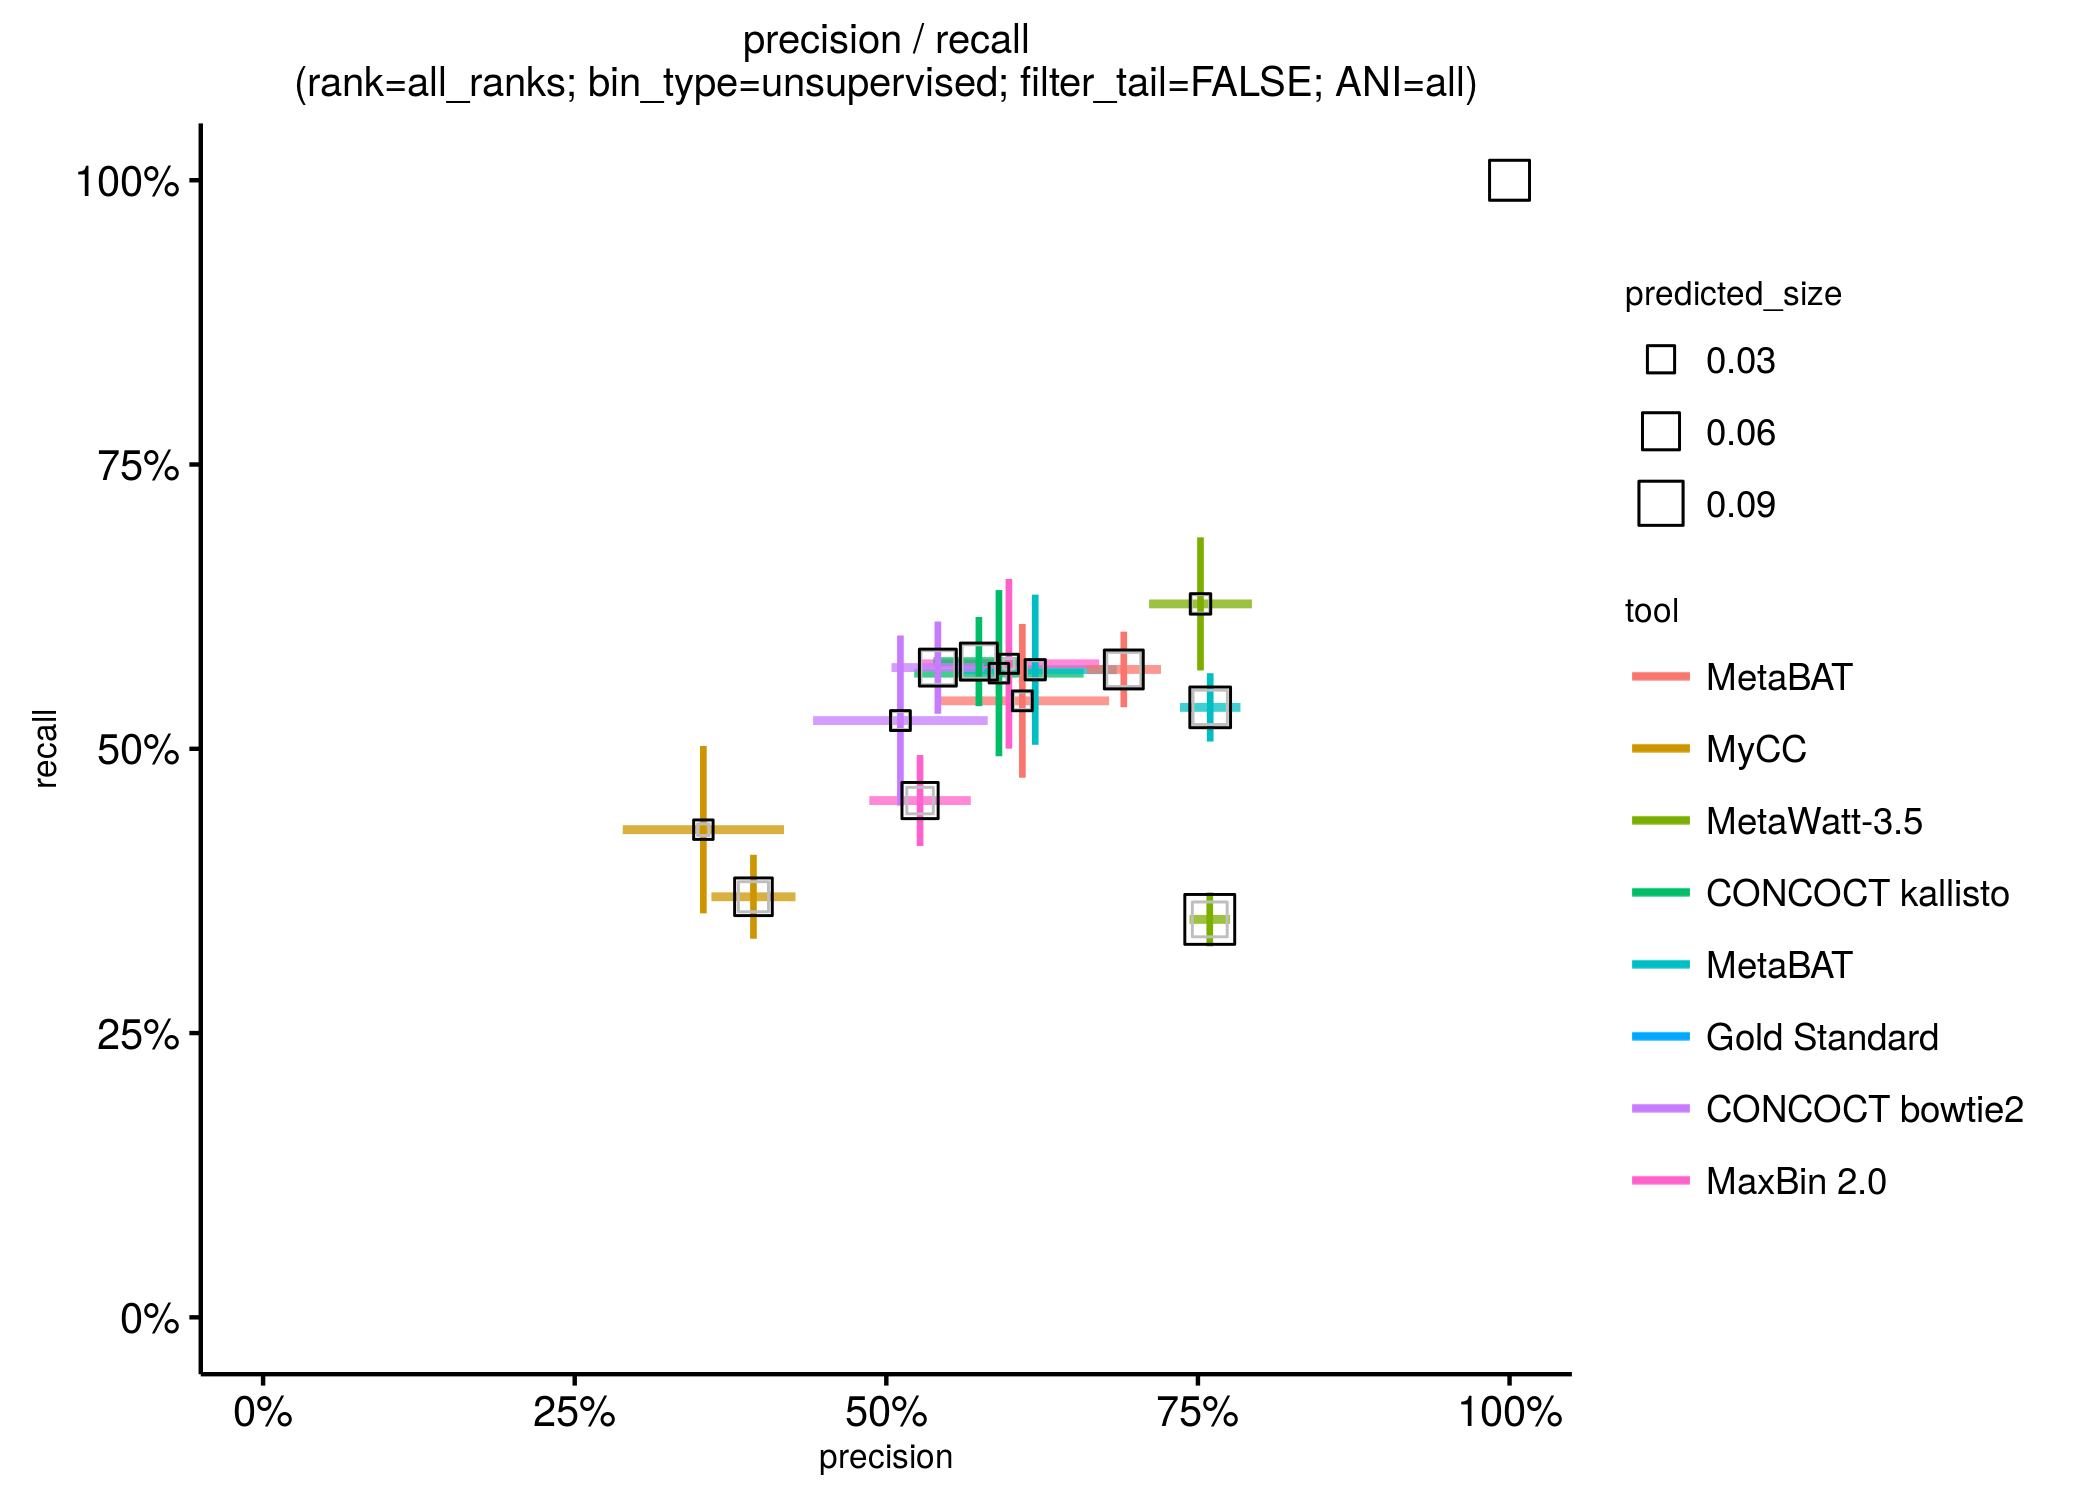 precision / recall
(rank=all_ranks; bin_type=unsupervised; filter_tail=FALSE; ANI=all)
100%
75%
50%
25%
0%
recall
0%
25%
50%
75%
100%
precision
predicted_size
0.03
0.06
0.09
tool
MetaBAT
MyCC
MetaWatt-3.5
CONCOCT kallisto
MetaBAT
Gold Standard
CONCOCT bowtie2
MaxBin 2.0